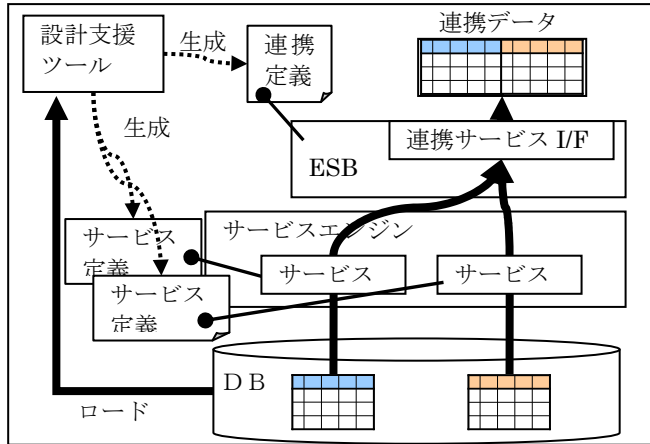 設計支援
ツール
生成
連携
定義
連携データ
生成
連携サービス I/F
ESB
サービス
定義
サービスエンジン
サービス
サービス
サービス
定義
ＤＢ
ロード